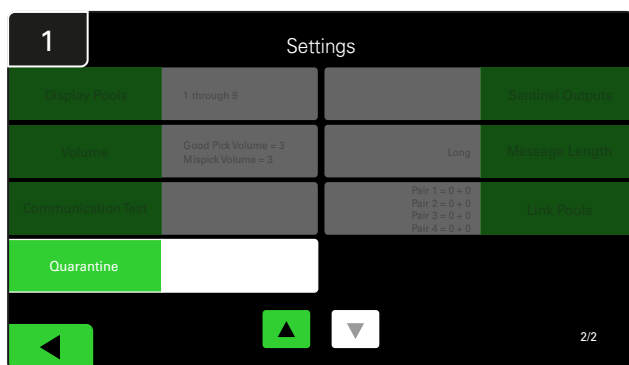 1
Settings
Display Pools
1 through 9
Sentinel Outputs
Volume
Good Pick Volume = 3
Mispick Volume = 3
Long
Message Length
Communication Test
Pair 1 = 0 + 0
Pair 2 = 0 + 0
Pair 3 = 0 + 0
Pair 4 = 0 + 0
Link Pools
Quarantine
2/2